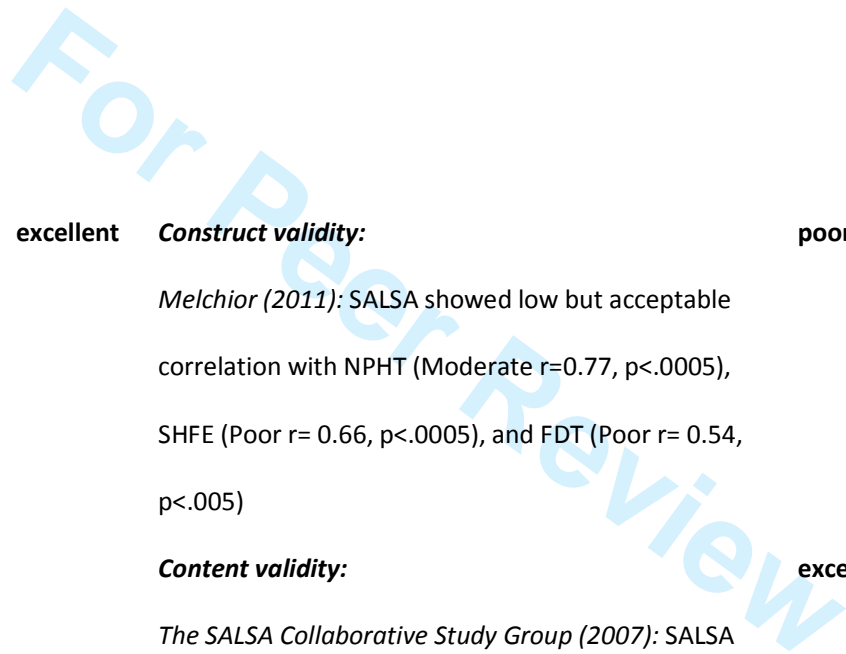 For Peer Review
excellent Construct validity: poor
Melchior (2011): SALSA showed low but acceptable
correlation with NPHT (Moderate r=0.77, p<.0005),
SHFE (Poor r= 0.66, p<.0005), and FDT (Poor r= 0.54,
p<.005)
Content validity: exce
The SALSA Collaborative Study Group (2007): SALSA